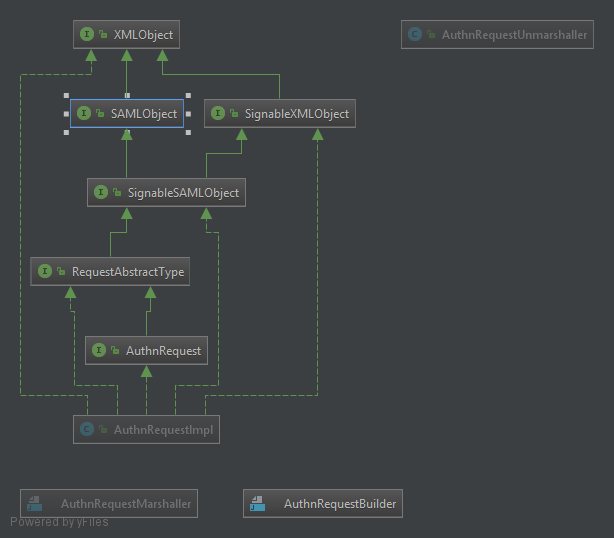 XMLObject
AuthnRequestUnmarshaller
SAMLObject
SignableXMLObject
SignableSAMLObject
RequestAbstractType
AuthnRequest
AuthnRequestImpl
AuthnRequestMarshaller
AuthnRequestBuilder
Powered by yFiles